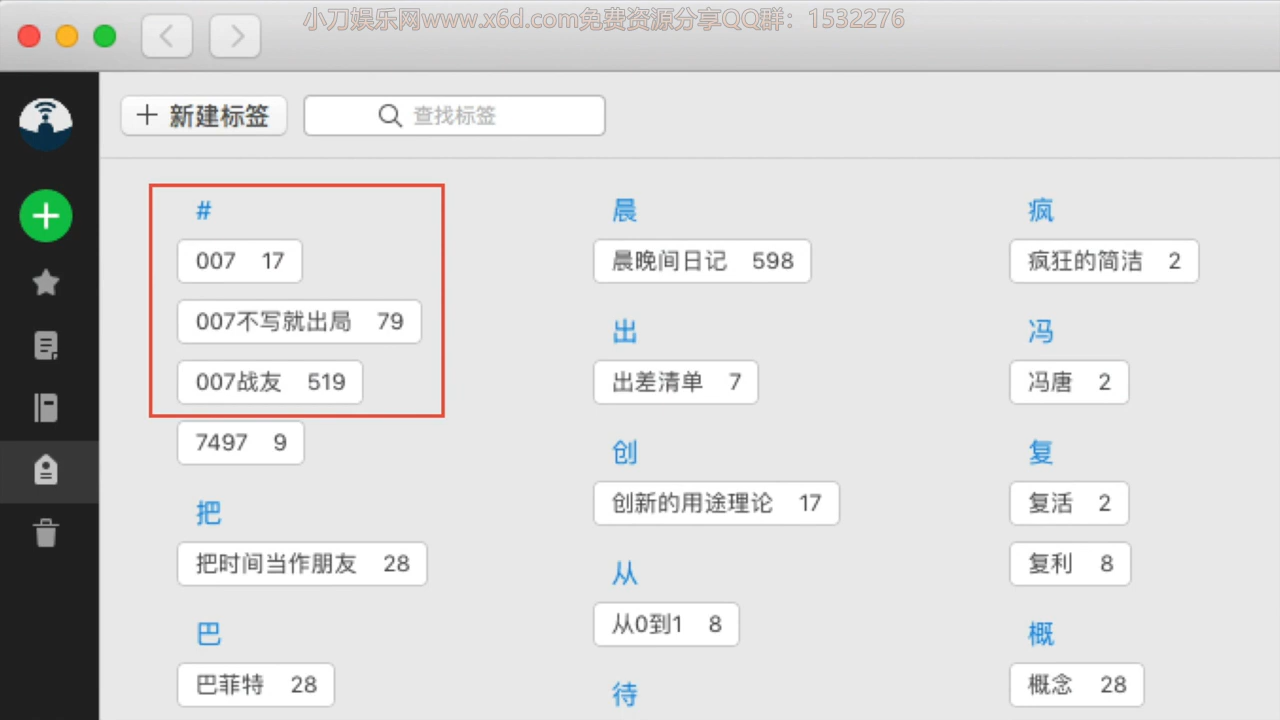 小刀娱乐网www.x6d.com免费资源分享QQ群：1532276
新建标签
查找标签
#
007 17
007不写就出局 79
007战友 519
7497 9
把
把时间当作朋友 28
巴
巴菲特 28
晨
晨晚间日记 598
出
出差清单 7
创
创新的用途理论 17
从
从0到1 8
待
疯
疯狂的简洁 2
冯
冯唐 2
复
复活 2
复利 8
概
概念 28